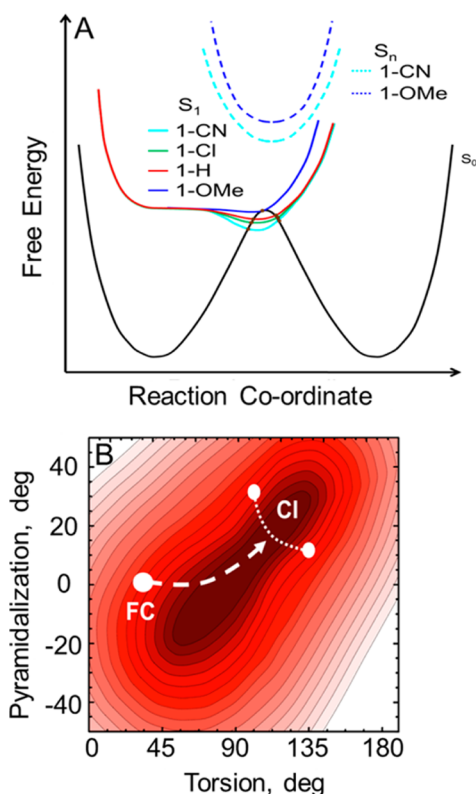 A
Sn
1-CN
1-OMe
S1
1-CN
1-Cl
1-H
1-OMe
S0
Free Energy
Reaction Co-ordinate
B
Pyramidalization, deg
40
20
0
-20
-40
CI
FC
0 45 90 135 180
Torsion, deg